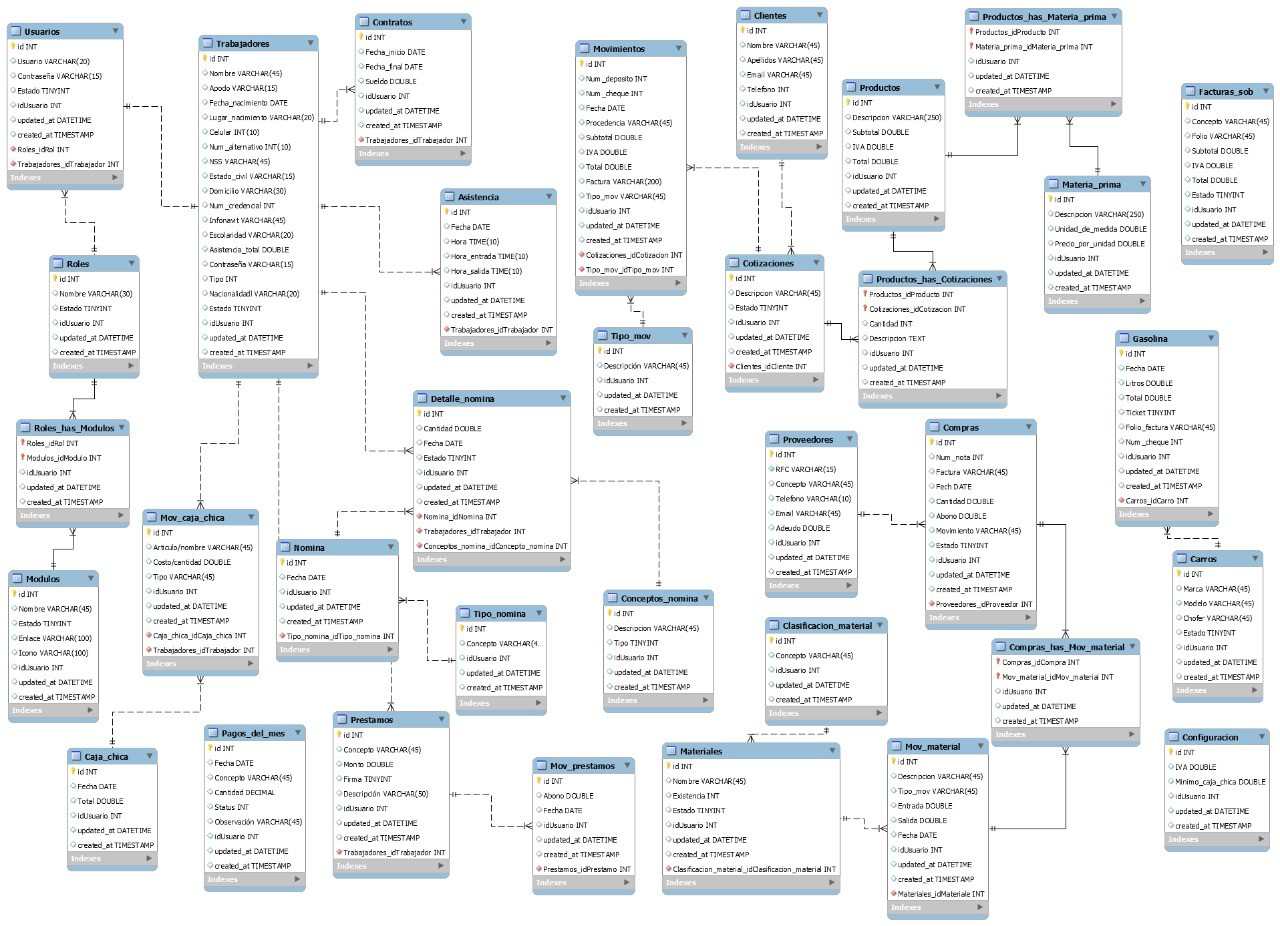 Usuarios
id INT
Usuario VARCHAR(20)
Contraseña VARCHAR(15)
Estado TINYINT
idUsuario INT
updated_at DATETIME
created_at TIMESTAMP
Roles_idRol INT
Trabajadores_idTrabajador INT
Indexes
Trabajadores
id INT
Nombre VARCHAR(45)
Apodo VARCHAR(15)
Fecha_nacimiento DATE
Lugar_nacimiento VARCHAR(20)
Celular INT(10)
Num_alternativo INT(10)
NSS VARCHAR(45)
Estado_civil VARCHAR(15)
Domicilio VARCHAR(30)
Num_credencial INT
Infonavit VARCHAR(45)
Escolaridad VARCHAR(20)
Asistencia_total DOUBLE
Contraseña VARCHAR(15)
Tipo INT
Nacionalidadl VARCHAR(20)
Estado TINYINT
idUsuario INT
updated_at DATETIME
created_at TIMESTAMP
Indexes
Contratos
id INT
Fecha_inicio DATE
Fecha_final DATE
Sueldo DOUBLE
idUsuario INT
updated_at DATETIME
created_at TIMESTAMP
Trabajadores_idTrabajador INT
Indexes
Asistencia
id INT
Fecha DATE
Hora TIME(10)
Hora_entrada TIME(10)
Hora_salida TIME(10)
idUsuario INT
updated_at DATETIME
created_at TIMESTAMP
Trabajadores_idTrabajador INT
Indexes
Movimientos
id INT
Num_deposito INT
Num_cheque INT
Fecha DATE
Procedencia VARCHAR(45)
Subtotal DOUBLE
IVA DOUBLE
Total DOUBLE
Factura VARCHAR(200)
Tipo_mov VARCHAR(45)
idUsuario INT
updated_at DATETIME
created_at TIMESTAMP
Cotizaciones_idCotizacion INT
Tipo_mov_idTipo_mov INT
Indexes
Clientes
id INT
Nombre VARCHAR(45)
Apellidos VARCHAR(45)
Email VARCHAR(45)
Telefono INT
idUsuario INT
updated_at DATETIME
created_at TIMESTAMP
Indexes
Productos
id INT
Descripcon VARCHAR(250)
Subtotal DOUBLE
IVA DOUBLE
Total DOUBLE
idUsuario INT
updated_at DATETIME
created_at TIMESTAMP
Indexes
Productos_has_Materia_prima
Productos_idProducto INT
Materia_prima_idMateria_prima INT
idUsuario INT
updated_at DATETIME
created_at TIMESTAMP
Indexes
Facturas_sob
id INT
Concepto VARCHAR(45)
Folio VARCHAR(45)
Subtotal DOUBLE
IVA DOUBLE
Total DOUBLE
Estado TINYINT
idUsuario INT
updated_at DATETIME
created_at TIMESTAMP
Indexes
Materia_prima
id INT
Descripcion VARCHAR(250)
Unidad_de_medida DOUBLE
Precio_por_unidad DOUBLE
idUsuario INT
updated_at DATETIME
created_at TIMESTAMP
Indexes
Roles
id INT
Nombre VARCHAR(30)
Estado TINYINT
idUsuario INT
updated_at DATETIME
created_at TIMESTAMP
Indexes
Cotizaciones
id INT
Descripcion VARCHAR(45)
Estado TINYINT
idUsuario INT
updated_at DATETIME
created_at TIMESTAMP
Clientes_idCliente INT
Indexes
Productos_has_Cotizaciones
Productos_idProducto INT
Cotizaciones_idCotizacion INT
Cantidad INT
Descripcion TEXT
idUsuario INT
updated_at DATETIME
created_at TIMESTAMP
Indexes
Tipo_mov
id INT
Descripción VARCHAR(45)
idUsuario INT
updated_at DATETIME
created_at TIMESTAMP
Indexes
Gasolina
id INT
Fecha DATE
Litros DOUBLE
Total DOUBLE
Ticket TINYINT
Folio_factura VARCHAR(45)
Num_cheque INT
idUsuario INT
updated_at DATETIME
created_at TIMESTAMP
Carros_idCarro INT
Indexes
Detalle_nomina
id INT
Cantidad DOUBLE
Fecha DATE
Estado TINYINT
idUsuario INT
updated_at DATETIME
created_at TIMESTAMP
Nomina_idNomina INT
Trabajadores_idTrabajador INT
Conceptos_nomina_idConcepto_nomina INT
Indexes
Roles_has_Modulos
Roles_idRol INT
Modulos_idModulo INT
idUsuario INT
updated_at DATETIME
created_at TIMESTAMP
Indexes
Proveedores
id INT
RFC VARCHAR(15)
Concepto VARCHAR(45)
Telefono VARCHAR(10)
Email VARCHAR(45)
Adeudo DOUBLE
idUsuario INT
updated_at DATETIME
created_at TIMESTAMP
Indexes
Compras
id INT
Num_nota INT
Factura VARCHAR(45)
Fech DATE
Cantidad DOUBLE
Abono DOUBLE
Movimiento VARCHAR(45)
Estado TINYINT
idUsuario INT
updated_at DATETIME
created_at TIMESTAMP
Proveedores_idProveedor INT
Indexes
Mov_caja_chica
id INT
Articulo/nombre VARCHAR(45)
Costo/cantidad DOUBLE
Tipo VARCHAR(45)
idUsuario INT
updated_at DATETIME
created_at TIMESTAMP
Caja_chica_idCaja_chica INT
Trabajadores_idTrabajador INT
Indexes
Nomina
id INT
Fecha DATE
idUsuario INT
updated_at DATETIME
created_at TIMESTAMP
Tipo_nomina_idTipo_nomina INT
Indexes
Carros
id INT
Marca VARCHAR(45)
Modelo VARCHAR(45)
Chofer VARCHAR(45)
Estado TINYINT
idUsuario INT
updated_at DATETIME
created_at TIMESTAMP
Indexes
Modulos
id INT
Nombre VARCHAR(45)
Estado TINYINT
Enlace VARCHAR(100)
Icono VARCHAR(100)
idUsuario INT
updated_at DATETIME
created_at TIMESTAMP
Indexes
Tipo_nomina
id INT
Concepto VARCHAR(4...
idUsuario INT
updated_at DATETIME
created_at TIMESTAMP
Indexes
Conceptos_nomina
id INT
Descripcion VARCHAR(45)
Tipo TINYINT
idUsuario INT
updated_at DATETIME
created_at TIMESTAMP
Indexes
Clasificacion_material
id INT
Concepto VARCHAR(45)
idUsuario INT
updated_at DATETIME
created_at TIMESTAMP
Indexes
Compras_has_Mov_material
Compras_idCompra INT
Mov_material_idMov_material INT
idUsuario INT
updated_at DATETIME
created_at TIMESTAMP
Indexes
Caja_chica
id INT
Fecha DATE
Total DOUBLE
idUsuario INT
updated_at DATETIME
created_at TIMESTAMP
Indexes
Pagos_del_mes
id INT
Fecha DATE
Concepto VARCHAR(45)
Cantidad DECIMAL
Status INT
Observación VARCHAR(45)
idUsuario INT
updated_at DATETIME
created_at TIMESTAMP
Indexes
Prestamos
id INT
Concepto VARCHAR(45)
Monto DOUBLE
Firma TINYINT
Descripción VARCHAR(50)
idUsuario INT
updated_at DATETIME
created_at TIMESTAMP
Trabajadores_idTrabajador INT
Indexes
Mov_prestamos
id INT
Abono DOUBLE
Fecha DATE
idUsuario INT
updated_at DATETIME
created_at TIMESTAMP
Prestamos_idPrestamo INT
Indexes
Materiales
id INT
Nombre VARCHAR(45)
Existencia INT
Estado TINYINT
idUsuario INT
updated_at DATETIME
created_at TIMESTAMP
Clasificacion_material_idClasificacion_material INT
Indexes
Mov_material
id INT
Descripcion VARCHAR(45)
Tipo_mov VARCHAR(45)
Entrada DOUBLE
Salida DOUBLE
Fecha DATE
idUsuario INT
updated_at DATETIME
created_at TIMESTAMP
Materiales_idMateriale INT
Indexes
Configuracion
id INT
IVA DOUBLE
Minimo_caja_chica DOUBLE
idUsuario INT
updated_at DATETIME
created_at TIMESTAMP
Indexes